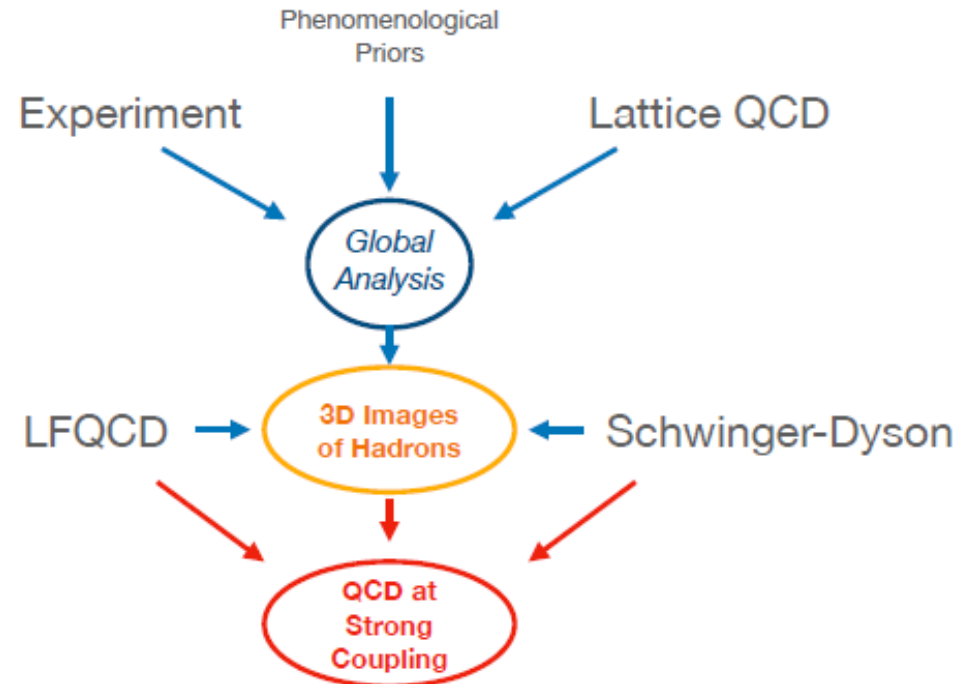 Phenomenological
Priors
Experiment
Lattice QCD
Global
Analysis
LFQCD
3D Images
of Hadrons
Schwinger-Dyson
QCD at
Strong
Coupling